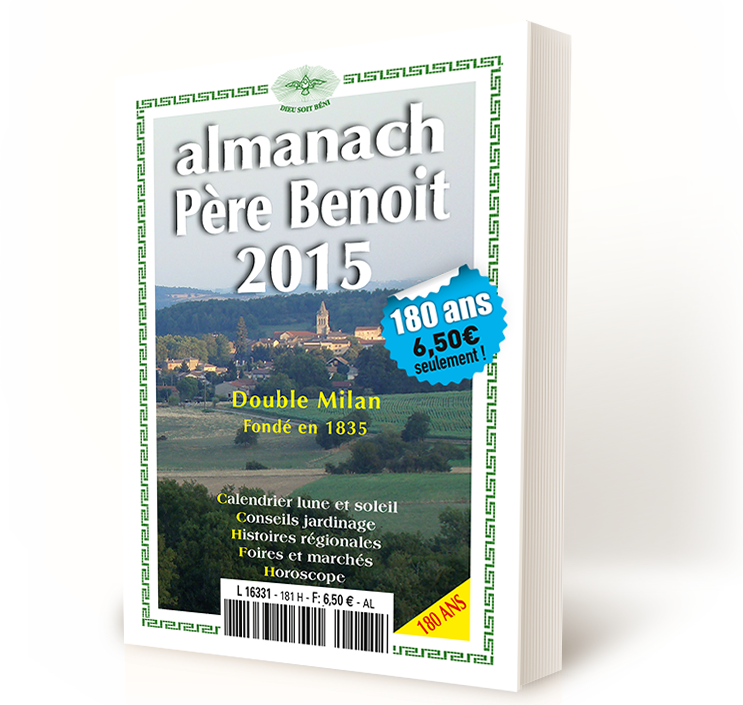 DIEU SOIT BÉNI
almanach
Père Benoit
2015
180 ans
6,50€
seulement !
Double Milan
Fondé en 1835
Calendrier lune et soleil
Conseils jardinage
Histoires régionales
Foires et marchés
Horoscope
L 16331 - 181 H - F: 6,50 € - AL
180 ANS